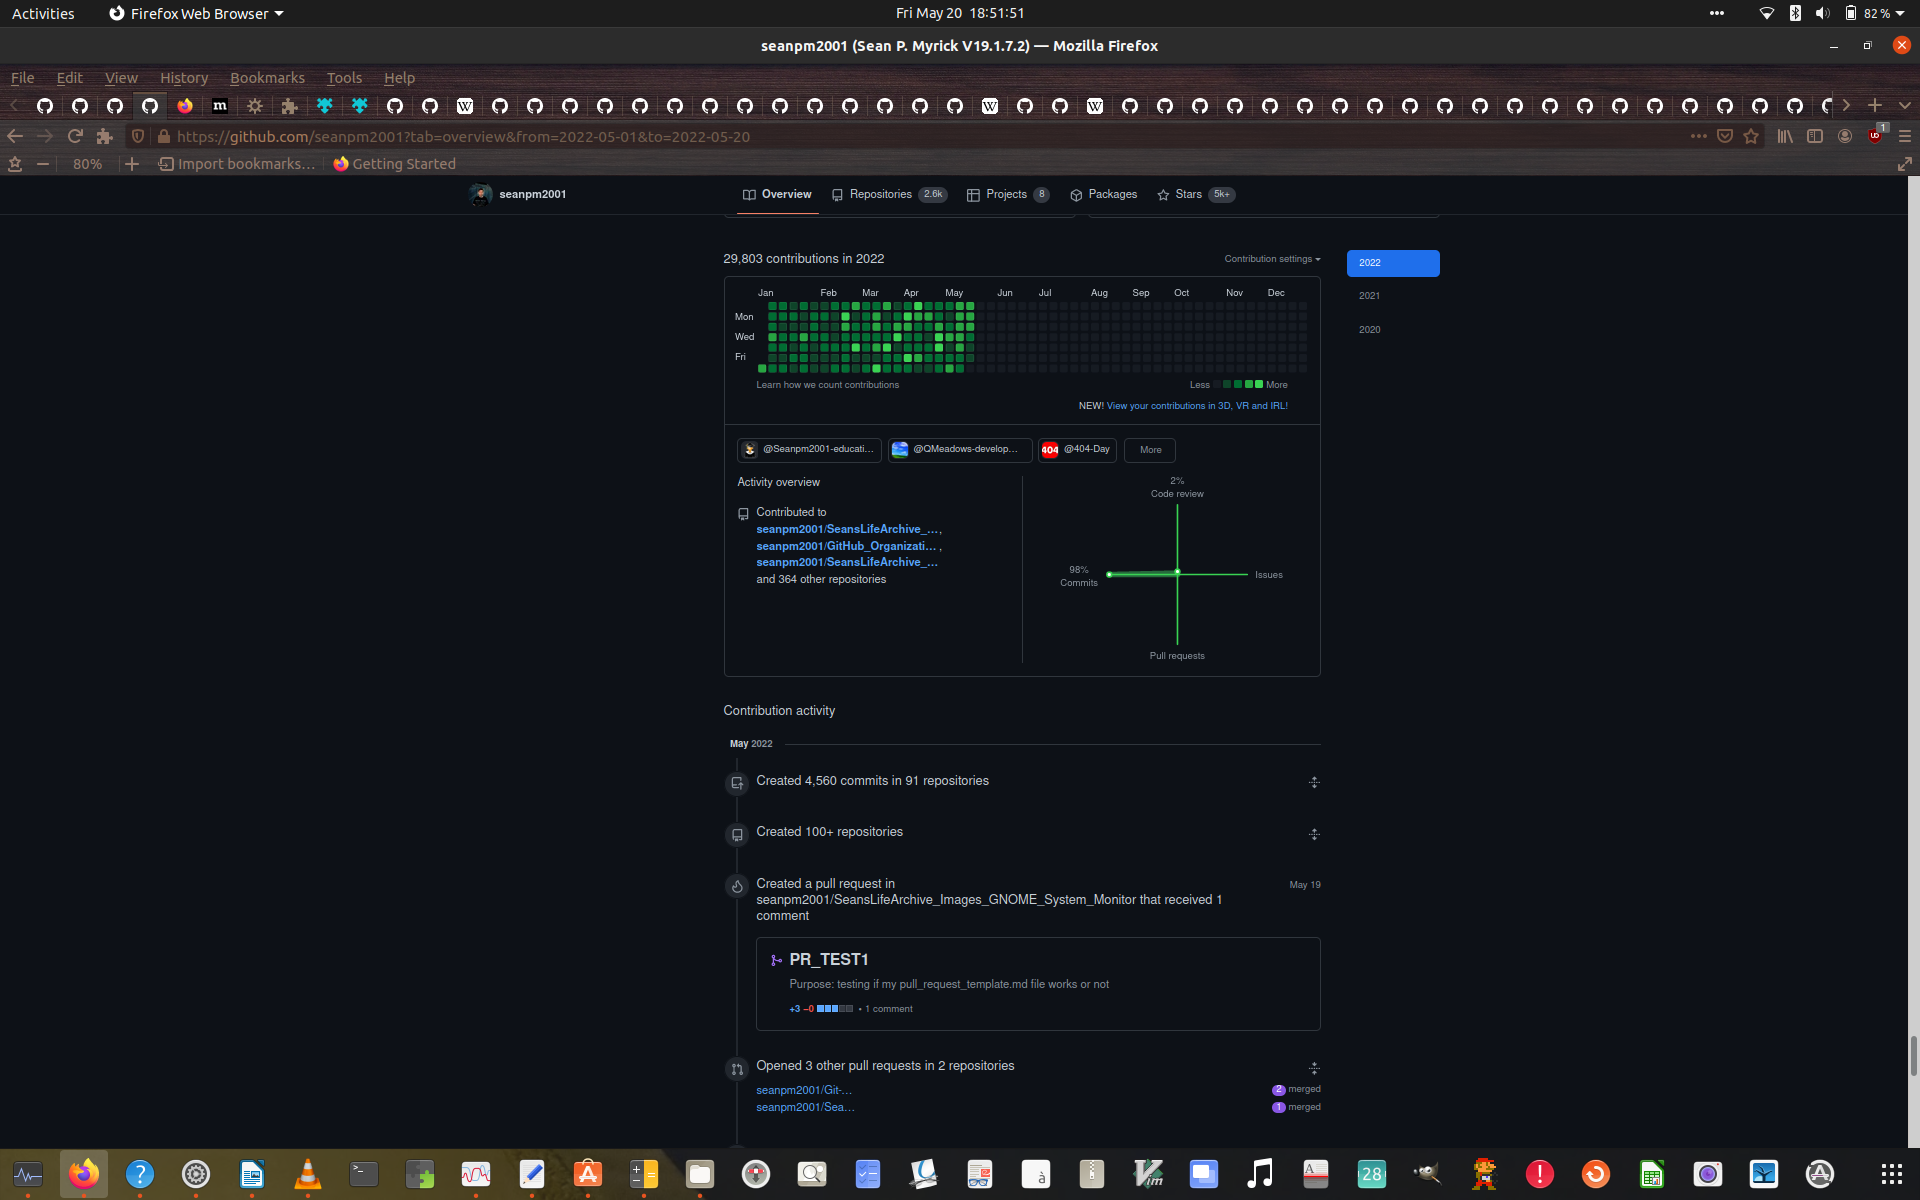 Activities
Firefox Web Browser
Fri May 20 18:51:51
82 %
seanpm2001 (Sean P. Myrick V19.1.7.2) — Mozilla Firefox
File Edit View History Bookmarks Tools Help
https://github.com/seanpm2001?tab=overview&from=2022-05-01&to=2022-05-20
1
80%
Import bookmarks...
Getting Started
seanpm2001
Overview
Repositories 2.6k
Projects 8
Packages
Stars 5k+
29,803 contributions in 2022
Contribution settings
2022
2021
2020
Jan Feb Mar Apr May Jun Jul Aug Sep Oct Nov Dec
Mon
Wed
Fri
Learn how we count contributions
Less
More
NEW! View your contributions in 3D, VR and IRL!
@Seanpm2001-educati...
@QMeadows-develop...
404 @404-Day
More
Activity overview
Contributed to
seanpm2001/SeansLifeArchive_...,
seanpm2001/GitHub_Organizati... ,
seanpm2001/SeansLifeArchive_...
and 364 other repositories
2%
Code review
98%
Commits
Issues
Pull requests
Contribution activity
May 2022
Created 4,560 commits in 91 repositories
Created 100+ repositories
Created a pull request in
seanpm2001/SeansLifeArchive_Images_GNOME_System_Monitor that received 1
comment
May 19
PR_TEST1
Purpose: testing if my pull_request_template.md file works or not
+3 −0 • 1 comment
Opened 3 other pull requests in 2 repositories
seanpm2001/Git-...
2 merged
seanpm2001/Sea...
1 merged
28